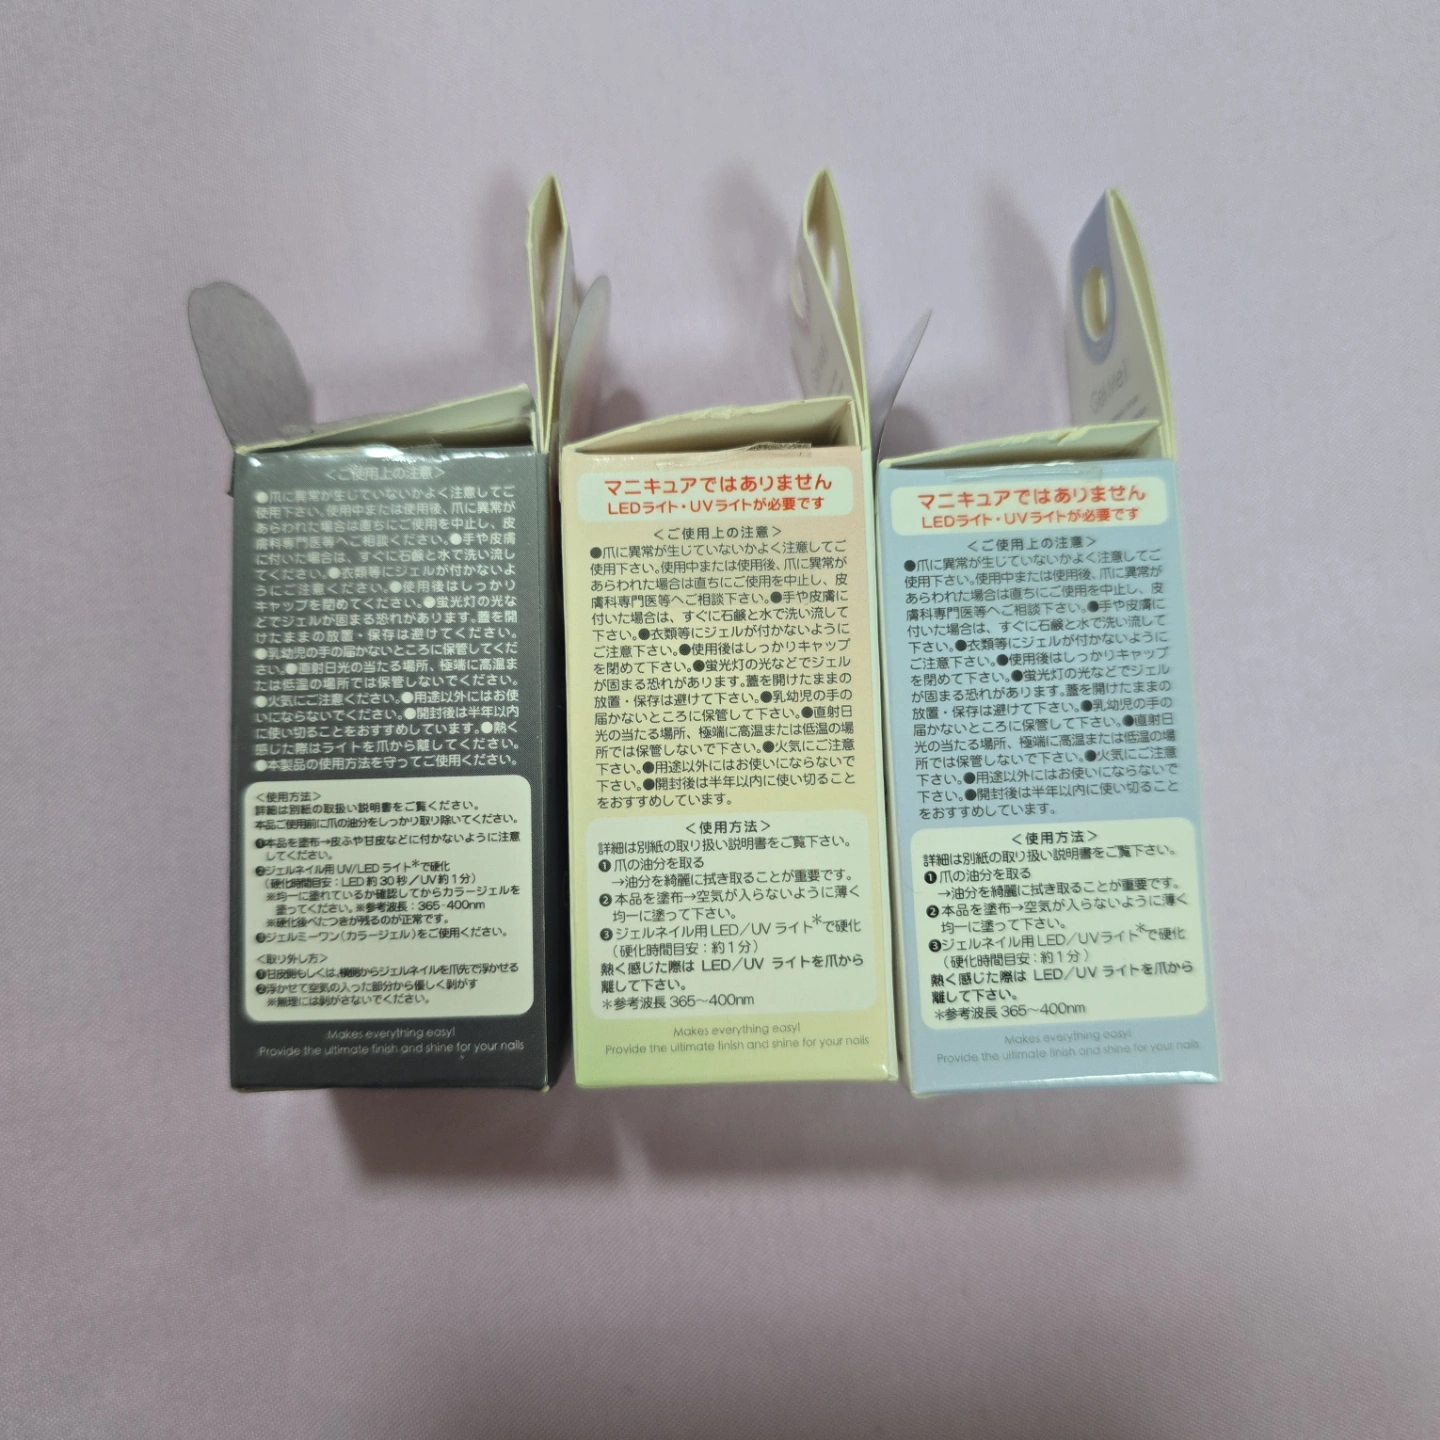 <ご使用上の注意>
●爪に異常が生じていないかよく注意してご
使用下さい。使用中または使用後、爪に異常が
あらわれた場合は直ちにご使用を中止し、皮
膚科専門医等へご相談ください。●手や皮膚
に付いた場合は、すぐに石鹸と水で洗い流し
てください。●衣類等にジェルが付かないよ
うにご注意ください。●使用後はしっかり
キャップを閉めてください。●蛍光灯の光な
どでジェルが固まる恐れがあります。蓋を開
けたままの放置・保存は避けてください。
●乳幼児の手の届かないところに保管してくだ
さい。●直射日光の当たる場所、極端に高温ま
たは低温の場所では保管しないでください。
●火気にご注意ください。●用途以外にはお使
いにならないでください。●開封後は半年以内
に使い切ることをおすすめしています。●熱く
感じた際はライトを爪から離してください。
●本製品の使用方法を守ってご使用ください。
<使用方法>
詳細は別紙の取扱い説明書をご覧ください。
本品ご使用前に爪の油分をしっかり取り除いてください。
❶本品を塗布→皮ふや甘皮などに付かないように注意
してください。
❷ジェルネイル用 UV/LED ライト*で硬化
(硬化時間目安:LED 約30秒/UV 約1分)
※均一に塗れているか確認してからカラージェルを
塗ってください。※参考波長:365-400nm
※硬化後べたつきが残るのが正常です。
❸ジェルミーワン(カラージェル)をご使用ください。
<取り外し方>
❶甘皮側もしくは、横側からジェルネイルを爪先で浮かせる
❷浮かせて空気の入った部分から優しく剥がす
※無理には剥がさないでください。
Makes everything easy!
Provide the ultimate finish and shine for your nails
マニキュアではありません
LEDライト・UVライトが必要です
<ご使用上の注意>
●爪に異常が生じていないかよく注意してご
使用下さい。使用中または使用後、爪に異常が
あらわれた場合は直ちにご使用を中止し、皮
膚科専門医等へご相談下さい。●手や皮膚に
付いた場合は、すぐに石鹸と水で洗い流して
下さい。●衣類等にジェルが付かないように
ご注意下さい。●使用後はしっかりキャップ
を閉めて下さい。●蛍光灯の光などでジェル
が固まる恐れがあります。蓋を開けたままの
放置・保存は避けて下さい。●乳幼児の手の
届かないところに保管して下さい。●直射日
光の当たる場所、極端に高温または低温の場
所では保管しないで下さい。●火気にご注意
下さい。●用途以外にはお使いにならないで
下さい。●開封後は半年以内に使い切ること
をおすすめしています。
<使用方法>
詳細は別紙の取り扱い説明書をご覧下さい。
❶爪の油分を取る
→油分を綺麗に拭き取ることが重要です。
❷本品を塗布→空気が入らないように薄く
均一に塗って下さい。
❸ジェルネイル用 LED/UV ライト*で硬化
(硬化時間目安:約1分)
熱く感じた際は LED/UV ライトを爪から
離して下さい。
*参考波長 365～400nm
Makes everything easy!
Provide the ultimate finish and shine for your nails
Gel Me!
マニキュアではありません
LEDライト・UVライトが必要です
<ご使用上の注意>
●爪に異常が生じていないかよく注意してご
使用下さい。使用中または使用後、爪に異常が
あらわれた場合は直ちにご使用を中止し、皮
膚科専門医等へご相談下さい。●手や皮膚に
付いた場合は、すぐに石鹸と水で洗い流して
下さい。●衣類等にジェルが付かないように
ご注意下さい。●使用後はしっかりキャップ
を閉めて下さい。●蛍光灯の光などでジェル
が固まる恐れがあります。蓋を開けたままの
放置・保存は避けて下さい。●乳幼児の手の
届かないところに保管して下さい。●直射日
光の当たる場所、極端に高温または低温の場
所では保管しないで下さい。●火気にご注意
下さい。●用途以外にはお使いにならないで
下さい。●開封後は半年以内に使い切ること
をおすすめしています。
<使用方法>
詳細は別紙の取り扱い説明書をご覧下さい。
❶爪の油分を取る
→油分を綺麗に拭き取ることが重要です。
❷本品を塗布→空気が入らないように薄く
均一に塗って下さい。
❸ジェルネイル用 LED/UVライト*で硬化
(硬化時間目安:約1分)
熱く感じた際は LED/UV ライトを爪から
離して下さい。
*参考波長 365～400nm
Makes everything easy!
Provide the ultimate finish and shine for your nails